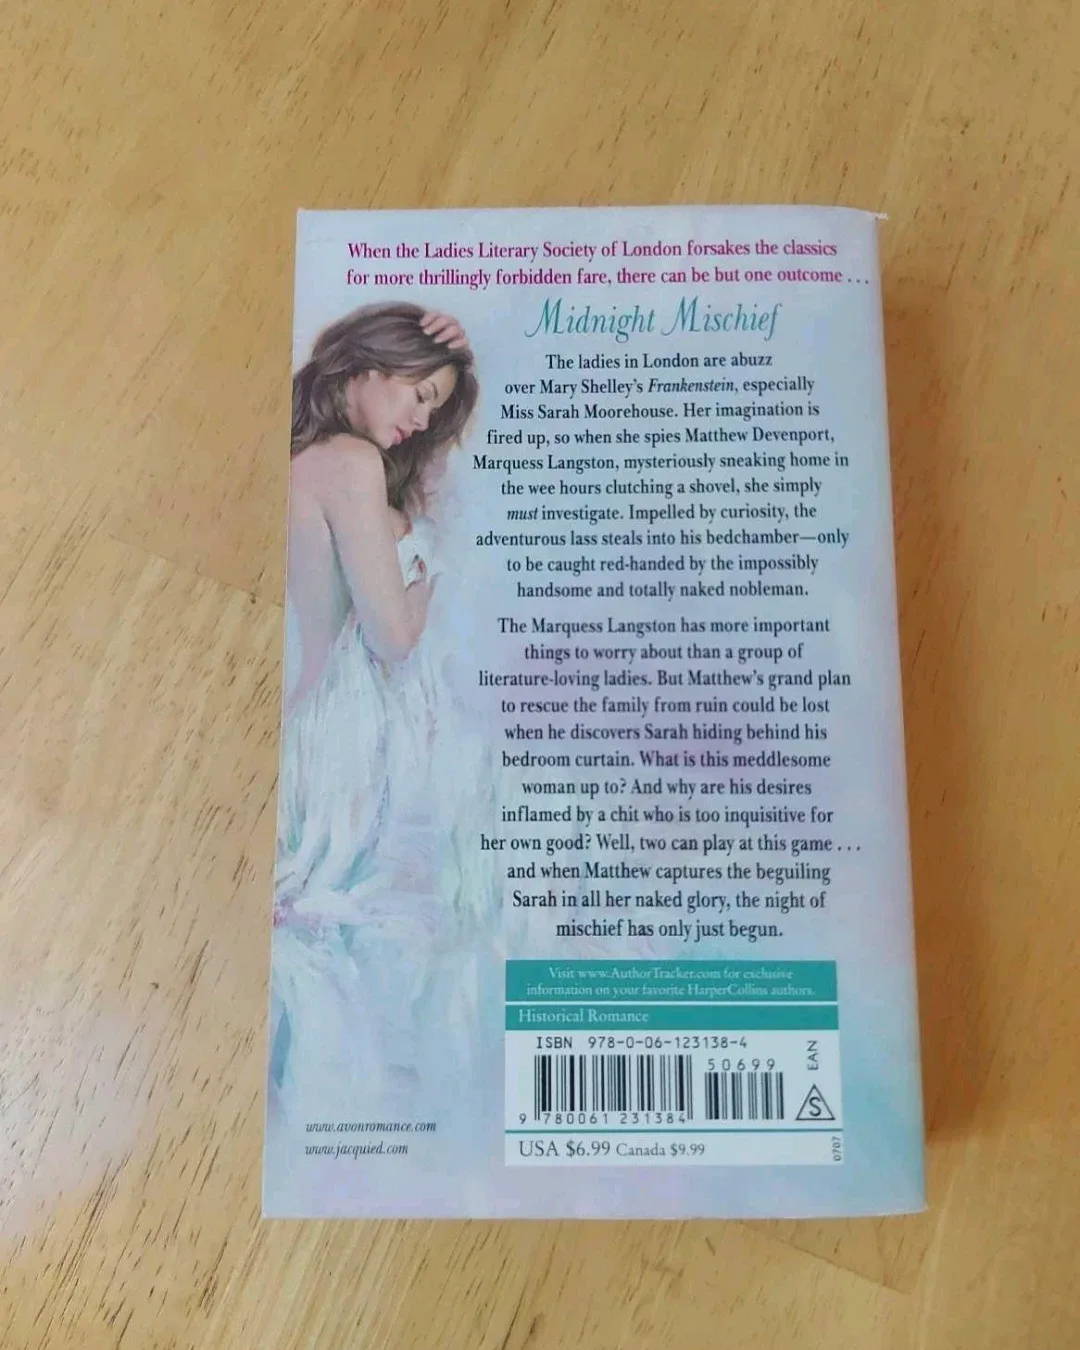 When the Ladies Literary Society of London forsakes the classics
for more thrillingly forbidden fare, there can be but one outcome . . .
Midnight Mischief
The ladies in London are abuzz
over Mary Shelley's Frankenstein, especially
Miss Sarah Moorehouse. Her imagination is
fired up, so when she spies Matthew Devenport,
Marquess Langston, mysteriously sneaking home in
the wee hours clutching a shovel, she simply
must investigate. Impelled by curiosity, the
adventurous lass steals into his bedchamber—only
to be caught red-handed by the impossibly
handsome and totally naked nobleman.
The Marquess Langston has more important
things to worry about than a group of
literature-loving ladies. But Matthew's grand plan
to rescue the family from ruin could be lost
when he discovers Sarah hiding behind his
bedroom curtain. What is this meddlesome
woman up to? And why are his desires
inflamed by a chit who is too inquisitive for
her own good? Well, two can play at this game . . .
and when Matthew captures the beguiling
Sarah in all her naked glory, the night of
mischief has only just begun.
Visit www.AuthorTracker.com for exclusive
information on your favorite HarperCollins authors.
Historical Romance
ISBN 978-0-06-123138-4
50699
EAN
S
9 780061 231384
www.avonromance.com
www.jacquied.com
USA $6.99 Canada $9.99
0707